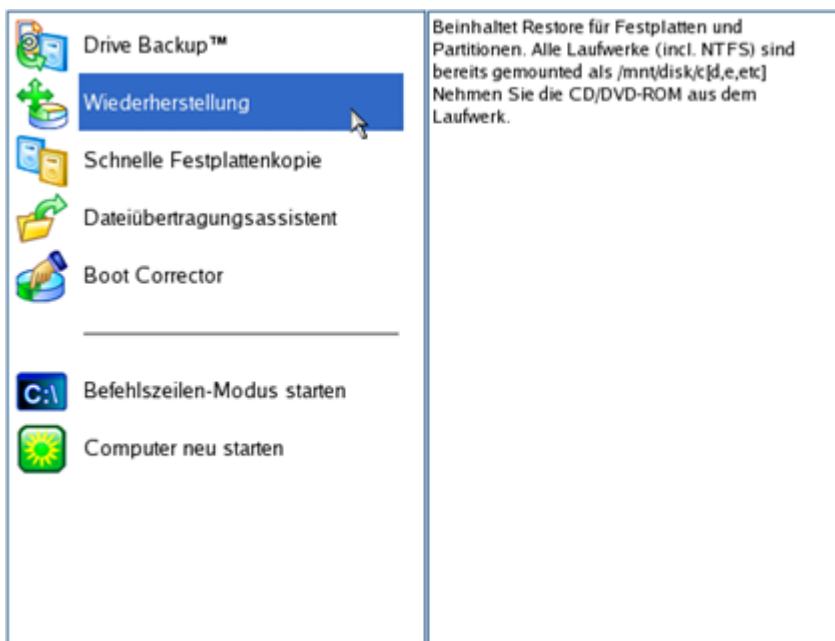 Drive Backup™
Wiederherstellung
Schnelle Festplattenkopie
Dateiübertragungsassistent
Boot Corrector
C:\
Befehlszeilen-Modus starten
Computer neu starten
Beinhaltet Restore für Festplatten und
Partitionen. Alle Laufwerke (incl. NTFS) sind
bereits gemounted als /mnt/disk/c[d,e,etc]
Nehmen Sie die CD/DVD-ROM aus dem
Laufwerk.